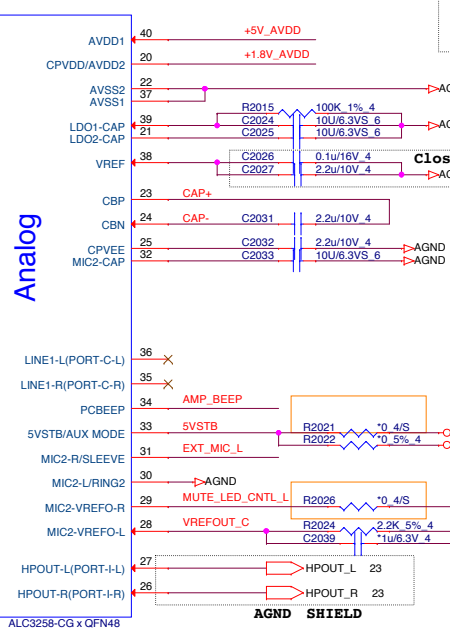 AVDD1 40 +5V_AVDD
CPVDD/AVDD2 20 +1.8V_AVDD
AVSS2 22
AVSS1 37
R2015 100K_1%_4
LDO1-CAP 39 C2024 10U/6.3VS_6
LDO2-CAP 21 C2025 10U/6.3VS_6
Clos
VREF 38 C2026 0.1u/16V_4
C2027 2.2u/10V_4
CBP 23 CAP+
CBN 24 CAP- C2031 2.2u/10V_4
CPVEE 25 C2032 2.2u/10V_4 AGND
MIC2-CAP 32 C2033 10U/6.3VS_6 AGND
Analog
LINE1-L(PORT-C-L) 36
LINE1-R(PORT-C-R) 35
PCBEEP 34 AMP_BEEP
5VSTB/AUX MODE 33 5VSTB R2021 *0_4/S
R2022 *0_5%_4
MIC2-R/SLEEVE 31 EXT_MIC_L
MIC2-L/RING2 30 AGND
MIC2-VREFO-R 29 MUTE_LED_CNTL_L R2026 *0_4/S
MIC2-VREFO-L 28 VREFOUT_C R2024 2.2K_5%_4
C2039 *1u/6.3V_4
HPOUT-L(PORT-I-L) 27 HPOUT_L 23
HPOUT-R(PORT-I-R) 26 HPOUT_R 23
AGND SHIELD
ALC3258-CG x QFN48